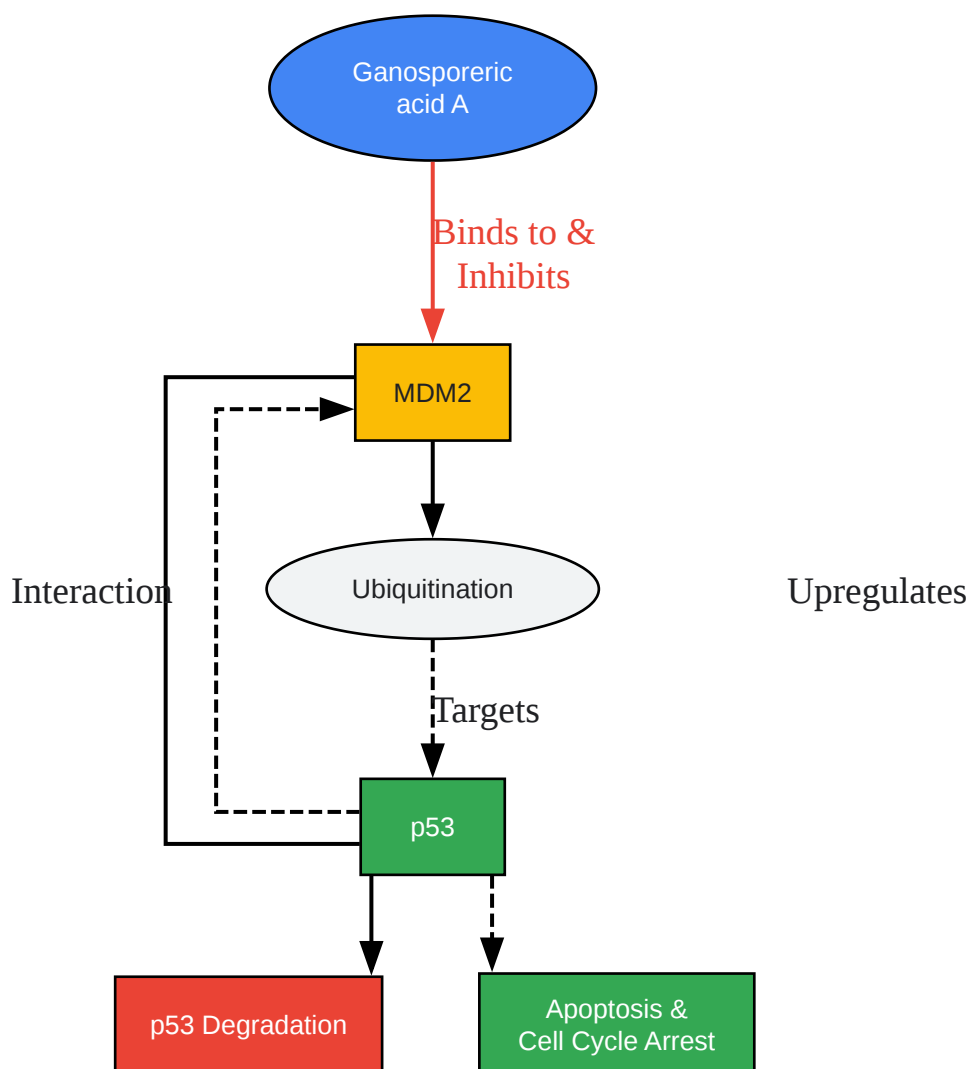 Ganosporeric
acid A
Binds to &
Inhibits
MDM2
Interaction
Ubiquitination
Upregulates
Targets
p53
p53 Degradation
Apoptosis &
Cell Cycle Arrest